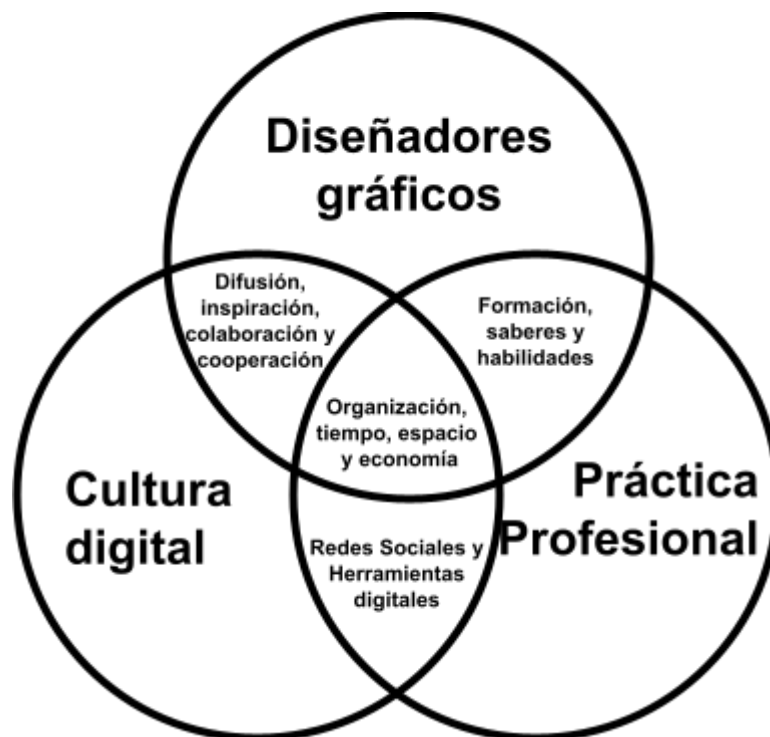 Diseñadores
gráficos
Difusión,
inspiración,
colaboración y
cooperación
Formación,
saberes y
habilidades
Organización,
tiempo, espacio
y economía
Cultura
digital
Práctica
Profesional
Redes Sociales y
Herramientas
digitales